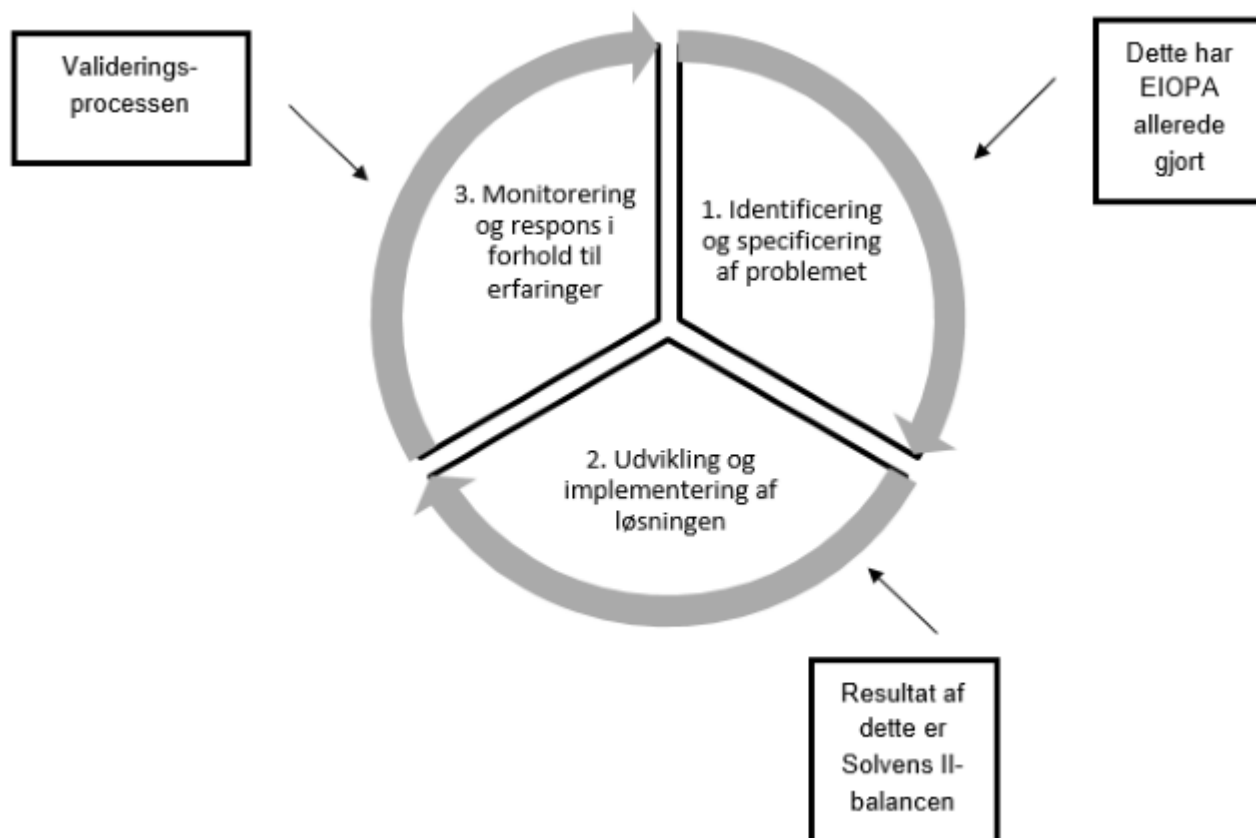 Validerings-
processen
Dette har
EIOPA
allerede
gjort
3. Monitorering
og respons i
forhold til
erfaringer
1. Identificering
og specificering
af problemet
2. Udvikling og
implementering af
løsningen
Resultat af
dette er
Solvens II-
balancen